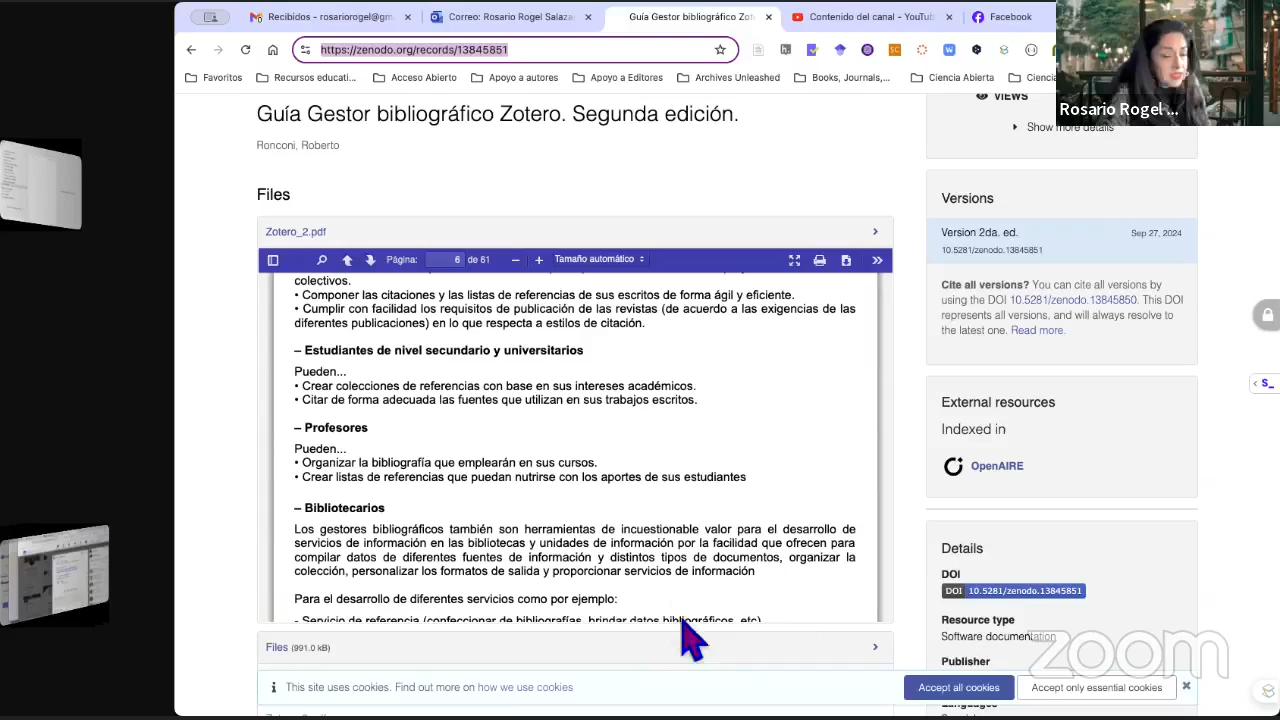 Recibidos - rosariorogel@gm
Correo: Rosario Rogel Salaza
Guía Gestor bibliográfico Zot
Contenido del canal - YouTub
Facebook
https://zenodo.org/records/13845851
Favoritos
Recursos educati...
Acceso Abierto
Apoyo a autores
Apoyo a Editores
Archives Unleashed
Books, Journals,...
Ciencia Abierta
Rosario Rogel ...
Guía Gestor bibliográfico Zotero. Segunda edición.
Ronconi, Roberto
Files
Zotero_2.pdf
Página: 6 de 61
Tamaño automático
colectivos.
• Componer las citaciones y las listas de referencias de sus escritos de forma ágil y eficiente.
• Cumplir con facilidad los requisitos de publicación de las revistas (de acuerdo a las exigencias de las
diferentes publicaciones) en lo que respecta a estilos de citación.
– Estudiantes de nivel secundario y universitarios
Pueden...
• Crear colecciones de referencias con base en sus intereses académicos.
• Citar de forma adecuada las fuentes que utilizan en sus trabajos escritos.
– Profesores
Pueden...
• Organizar la bibliografía que emplearán en sus cursos.
• Crear listas de referencias que puedan nutrirse con los aportes de sus estudiantes
– Bibliotecarios
Los gestores bibliográficos también son herramientas de incuestionable valor para el desarrollo de
servicios de información en las bibliotecas y unidades de información por la facilidad que ofrecen para
compilar datos de diferentes fuentes de información y distintos tipos de documentos, organizar la
colección, personalizar los formatos de salida y proporcionar servicios de información
Para el desarrollo de diferentes servicios como por ejemplo:
- Servicio de referencia (confeccionar de bibliografías, brindar datos bibliográficos, etc)
Files (991.0 kB)
VIEWS
Show more details
Versions
Version 2da. ed.
Sep 27, 2024
10.5281/zenodo.13845851
Cite all versions? You can cite all versions by
using the DOI 10.5281/zenodo.13845850. This DOI
represents all versions, and will always resolve to
the latest one. Read more.
External resources
Indexed in
OpenAIRE
Details
DOI
DOI 10.5281/zenodo.13845851
Resource type
Software documentation
Publisher
zoom
Languages
This site uses cookies. Find out more on how we use cookies
Accept all cookies
Accept only essential cookies